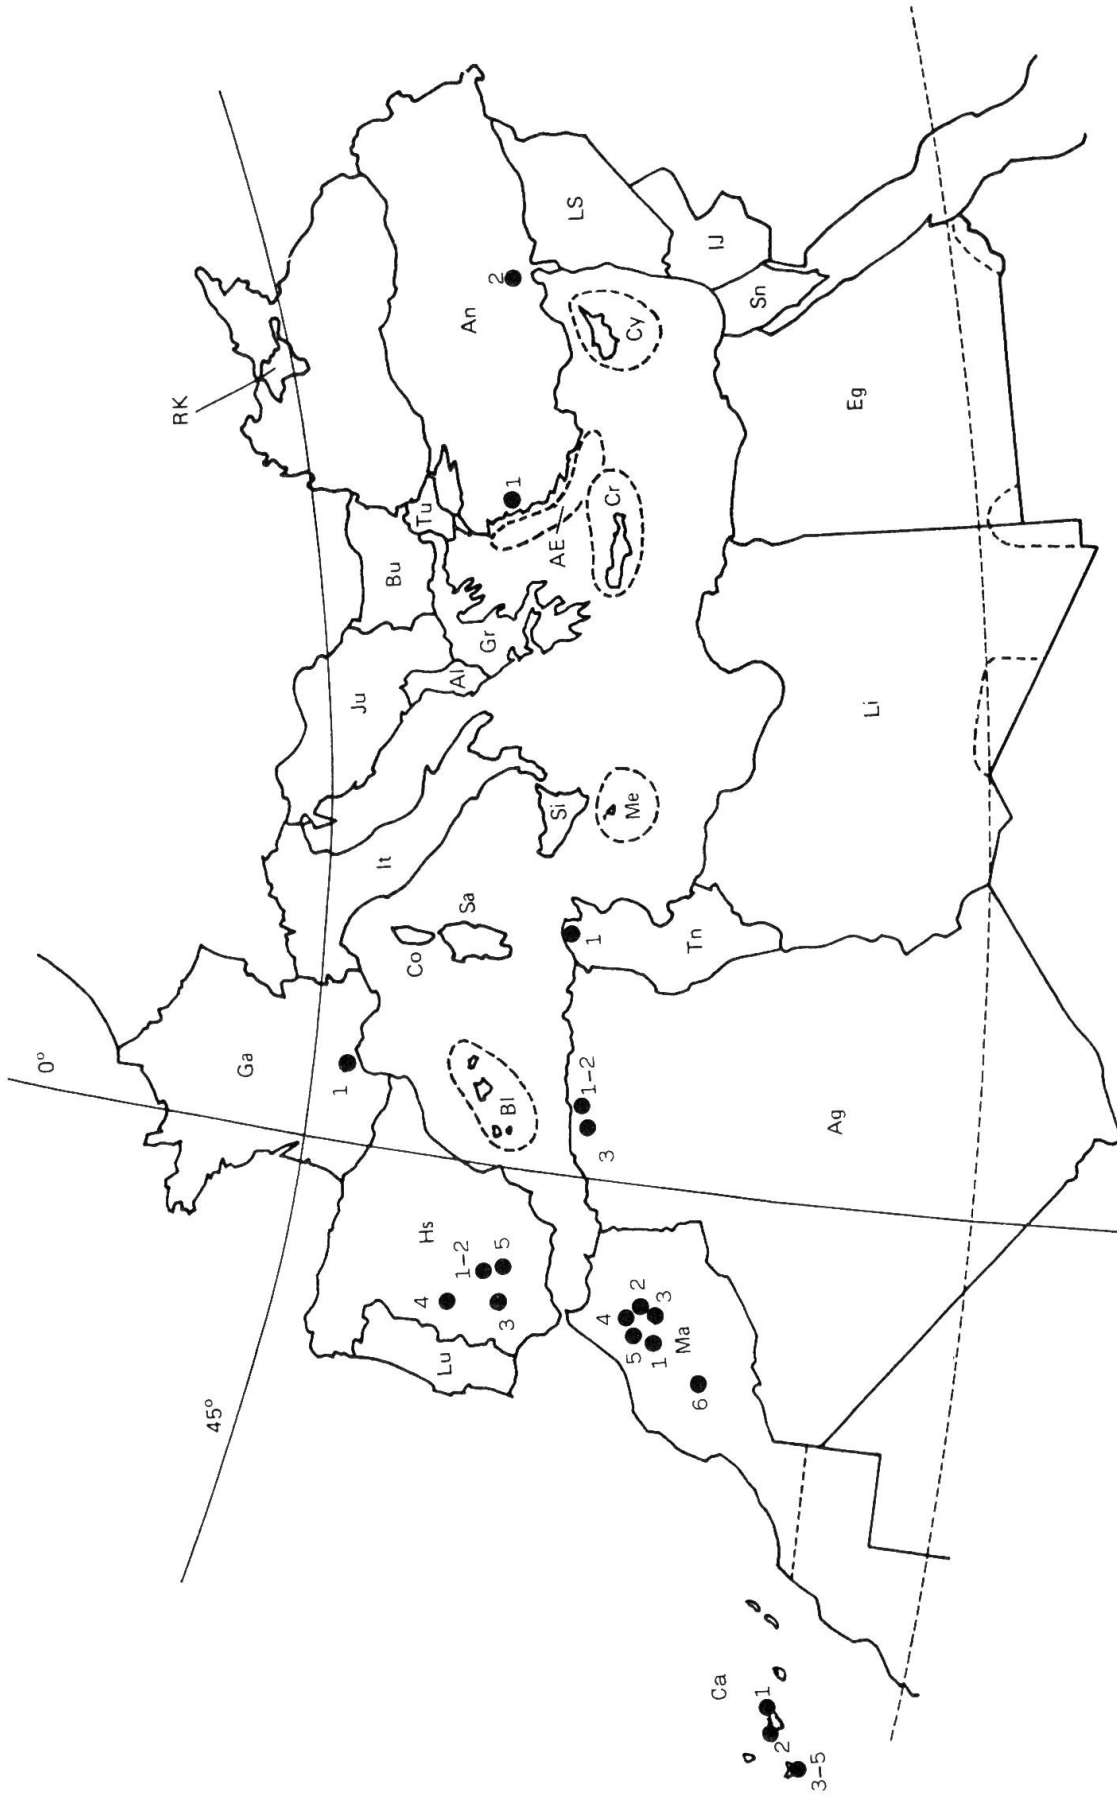 0°
45°
RK
Ga
1
Ju
Bu
Tu
An
2
1
LS
IJ
Sn
Cy
AE
Cr
Gr
Al
It
Co
Sa
Si
Me
Bl
Hs
1-2
5
4
3
Lu
1
Tn
1-2
3
Ag
Li
Eg
4
2
3
5
1
Ma
6
Ca
1
2
3-5